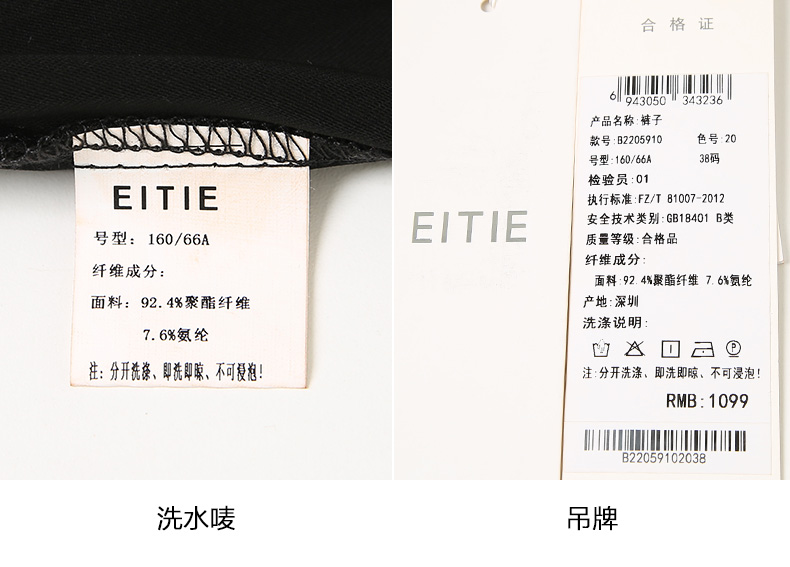 EITIE
号型：160/66A
纤维成分：
面料：92.4%聚酯纤维
7.6%氨纶
注：分开洗涤、即洗即晾、不可浸泡！
洗水唛
EITIE
合格证
6 943050 343236
产品名称：裤子
款号：B2205910 色号：20
号型：160/66A 38码
检验员：01
执行标准：FZ/T 81007-2012
安全技术类别：GB18401 B类
质量等级：合格品
纤维成分：
面料：92.4%聚酯纤维 7.6%氨纶
产地：深圳
洗涤说明：
注：分开洗涤、即洗即晾、不可浸泡！
RMB：1099
B22059102038
吊牌